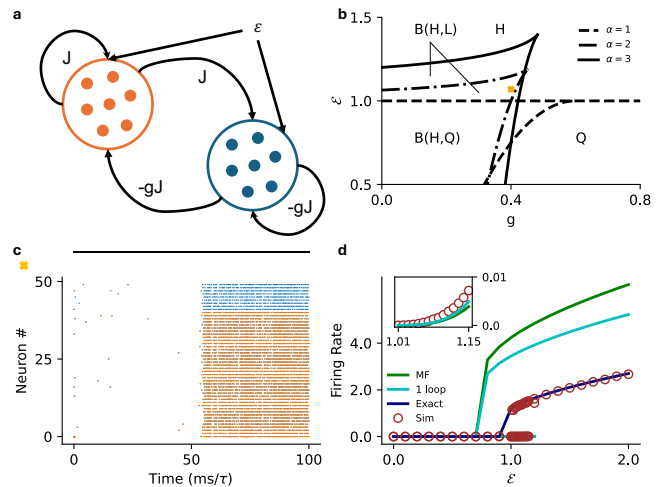 a
J
ε
J
-gJ
-gJ
b
B(H,L)
H
α = 1
α = 2
α = 3
B(H,Q)
Q
ε
1.5
1.0
0.5
0.0
0.4
0.8
g
c
50
25
0
Neuron #
0
50
100
Time (ms/τ)
d
0,01
0.0
1.01
1.15
Firing Rate
4.0
2.0
0.0
MF
1 loop
Exact
Sim
0.0
1.0
2.0
ε